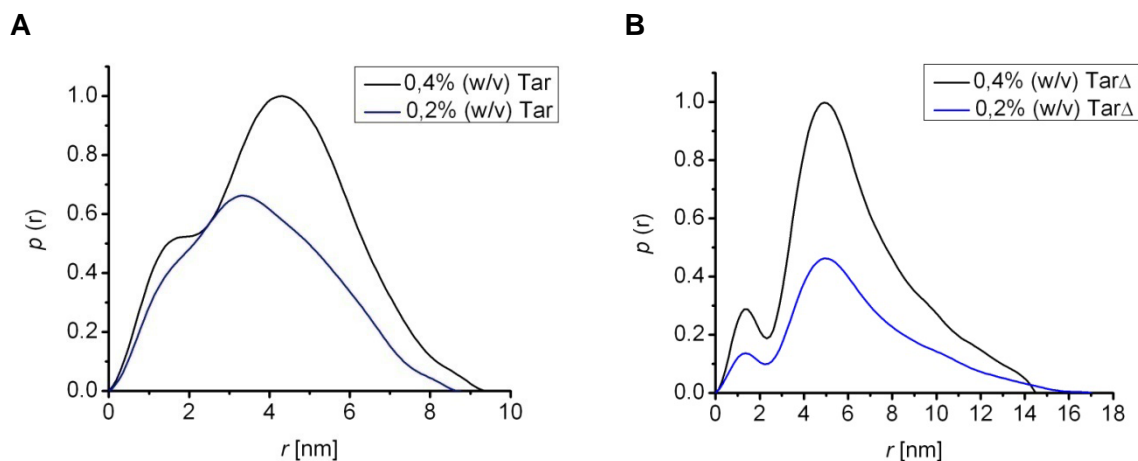 A
0,4% (w/v) Tar
0,2% (w/v) Tar
1.0
0.8
0.6
0.4
0.2
0.0
p (r)
0 2 4 6 8 10
r [nm]
B
0,4% (w/v) TarΔ
0,2% (w/v) TarΔ
1.0
0.8
0.6
0.4
0.2
0.0
p (r)
0 2 4 6 8 10 12 14 16 18
r [nm]